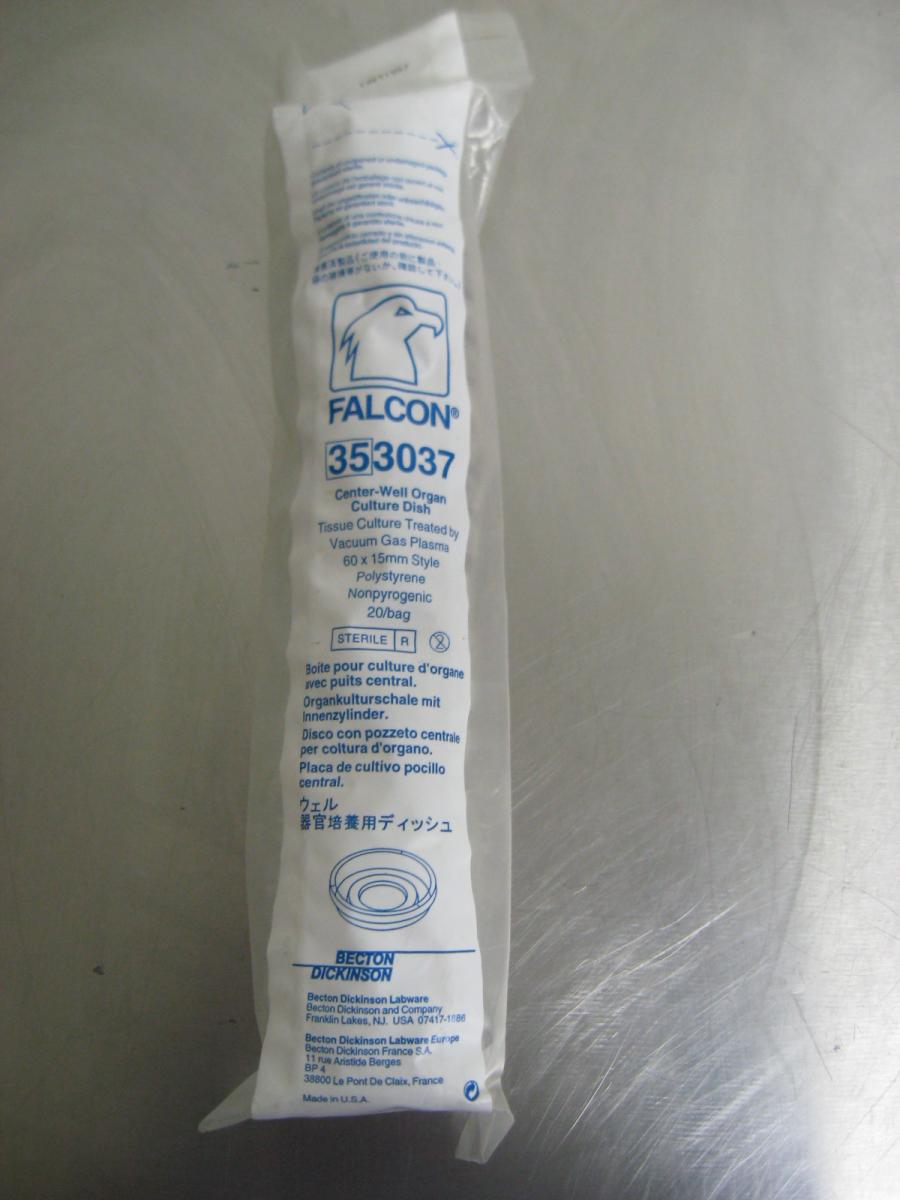 FALCON®
353037
Center-Well Organ
Culture Dish
Tissue Culture Treated by
Vacuum Gas Plasma
60 x 15mm Style
Polystyrene
Nonpyrogenic
20/bag
STERILE R
2
Boîte pour culture d'organe
avec puits central.
Organkulturschale mit
Innenzylinder.
Disco con pozzeto centrale
per coltura d'organo.
Placa de cultivo pocillo
central.
ウェル
器官培養用ディッシュ
BECTON
DICKINSON
Becton Dickinson Labware
Becton Dickinson and Company
Franklin Lakes, NJ. USA 07417-1886
Becton Dickinson Labware Europe
Becton Dickinson France S.A.
11 rue Aristide Berges
BP 4
38800 Le Pont De Claix, France
Made in U.S.A.